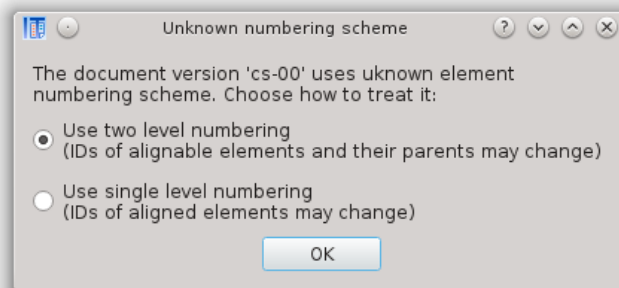 Unknown numbering scheme
The document version 'cs-00' uses uknown element
numbering scheme. Choose how to treat it:
Use two level numbering
(IDs of alignable elements and their parents may change)
Use single level numbering
(IDs of aligned elements may change)
OK